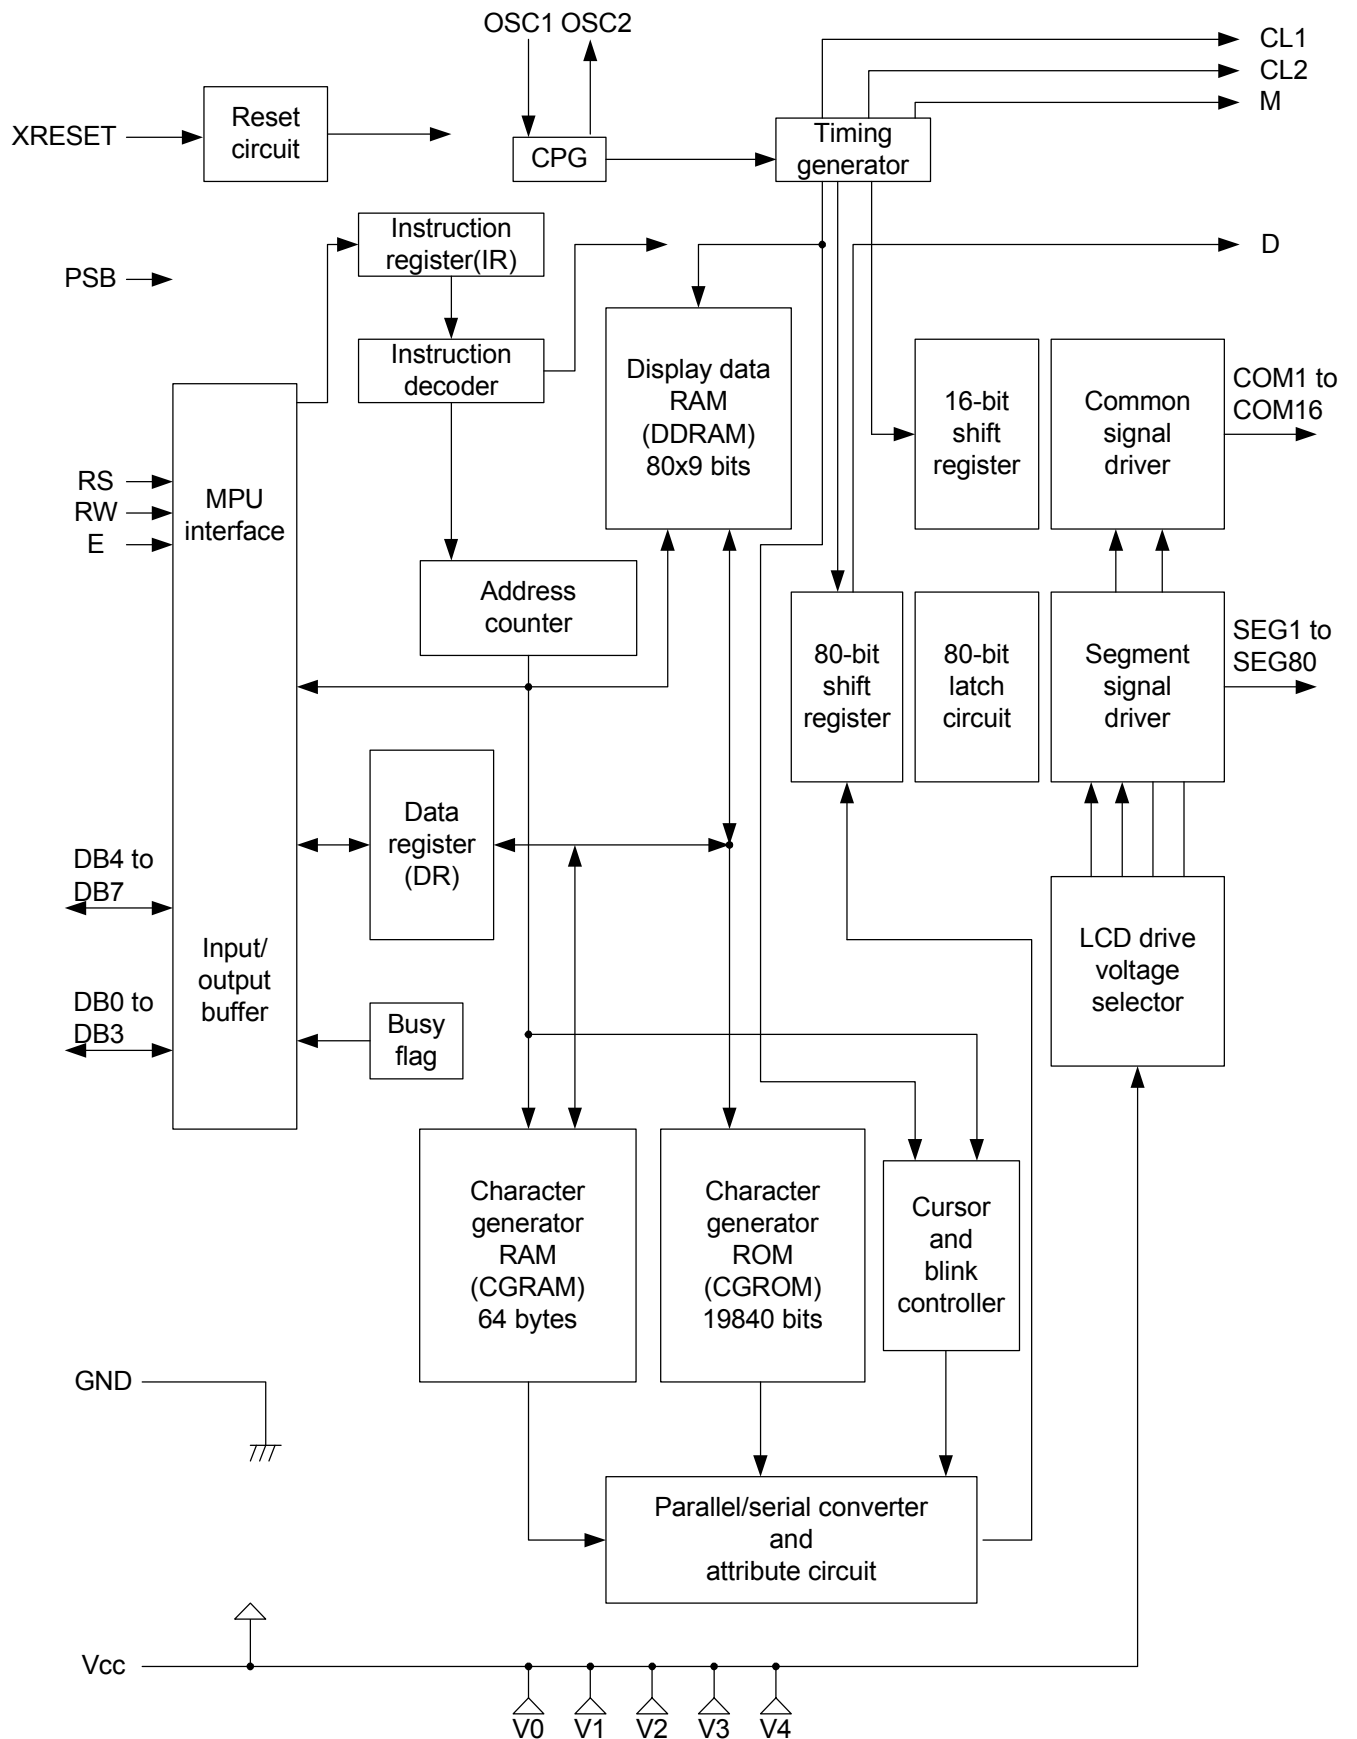 OSC1 OSC2
CL1
CL2
M
XRESET
Reset
circuit
CPG
Timing
generator
Instruction
register(IR)
D
PSB
Instruction
decoder
Display data
RAM
(DDRAM)
80x9 bits
16-bit
shift
register
Common
signal
driver
COM1 to
COM16
RS
RW
E
MPU
interface
Address
counter
80-bit
shift
register
80-bit
latch
circuit
Segment
signal
driver
SEG1 to
SEG80
Data
register
(DR)
DB4 to
DB7
Input/
output
buffer
LCD drive
voltage
selector
DB0 to
DB3
Busy
flag
Character
generator
RAM
(CGRAM)
64 bytes
Character
generator
ROM
(CGROM)
19840 bits
Cursor
and
blink
controller
GND
Parallel/serial converter
and
attribute circuit
Vcc
V0 V1 V2 V3 V4